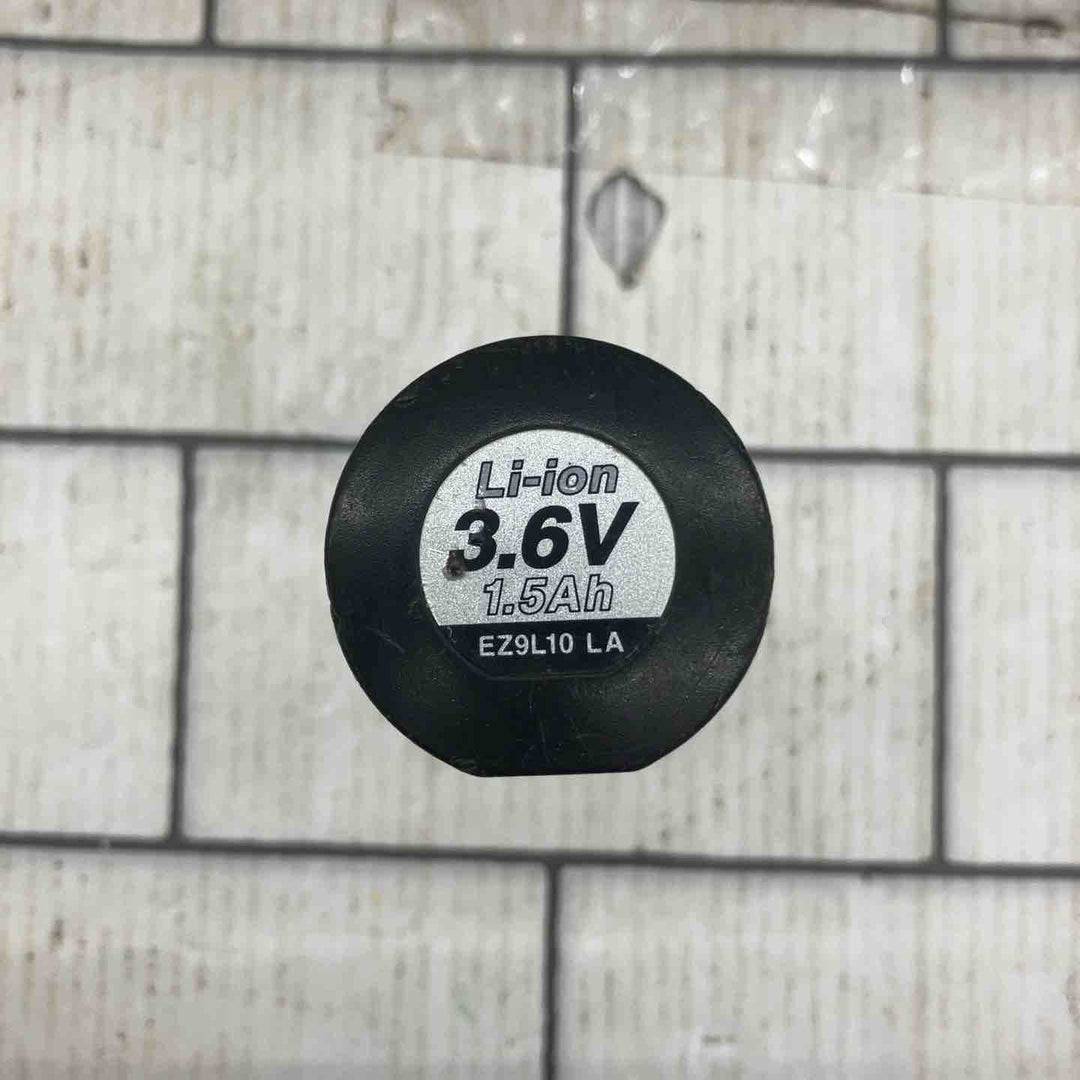 Li-ion
3.6V
1.5Ah
EZ9L10 LA